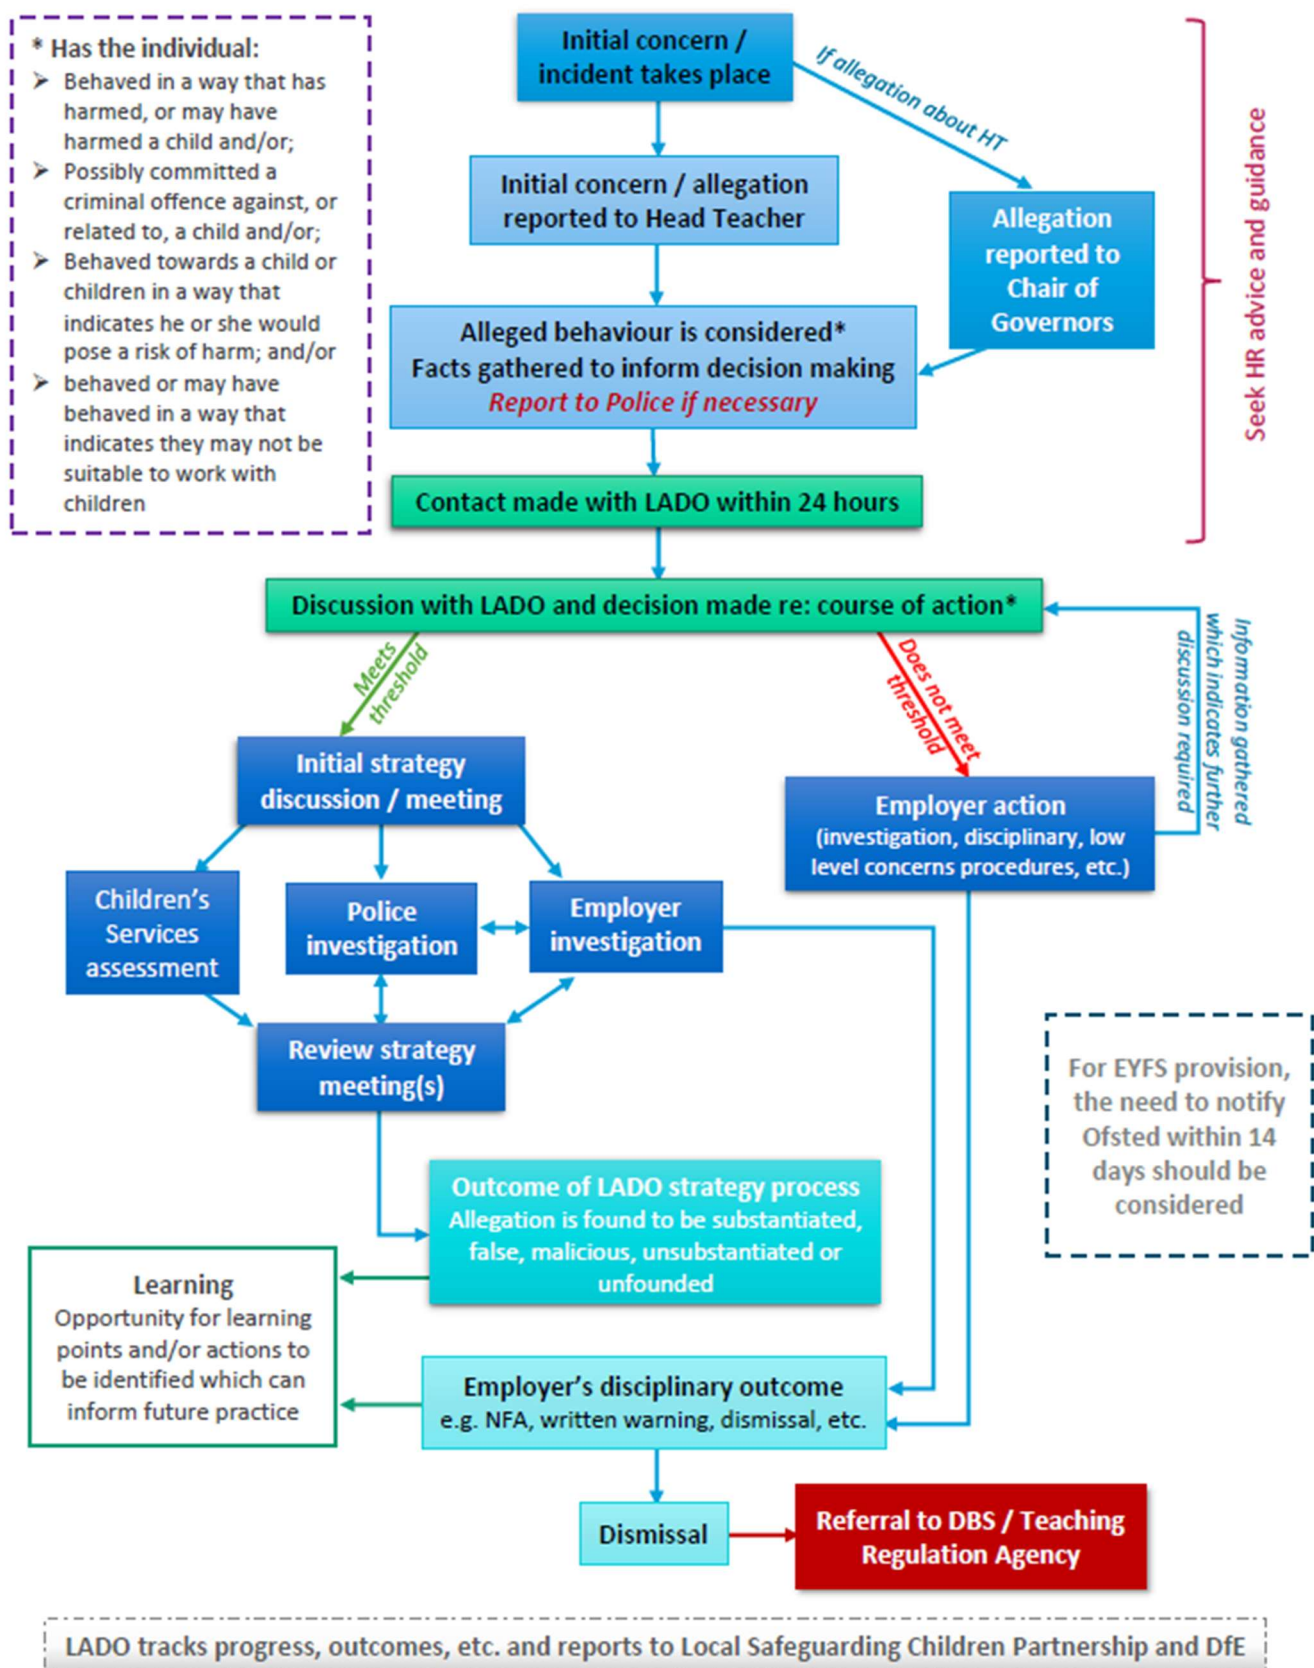 * Has the individual:
➢ Behaved in a way that has
harmed, or may have
harmed a child and/or;
➢ Possibly committed a
criminal offence against, or
related to, a child and/or;
➢ Behaved towards a child or
children in a way that
indicates he or she would
pose a risk of harm; and/or
➢ behaved or may have
behaved in a way that
indicates they may not be
suitable to work with
children
Initial concern /
incident takes place
If allegation about HT
Initial concern / allegation
reported to Head Teacher
Allegation
reported to
Chair of
Governors
Seek HR advice and guidance
Alleged behaviour is considered*
Facts gathered to inform decision making
Report to Police if necessary
Contact made with LADO within 24 hours
Discussion with LADO and decision made re: course of action*
Meets
threshold
Does not meet
threshold
Information gathered
which indicates further
discussion required
Initial strategy
discussion / meeting
Employer action
(investigation, disciplinary, low
level concerns procedures, etc.)
Children's
Services
assessment
Police
investigation
Employer
investigation
Review strategy
meeting(s)
For EYFS provision,
the need to notify
Ofsted within 14
days should be
considered
Outcome of LADO strategy process
Allegation is found to be substantiated,
false, malicious, unsubstantiated or
unfounded
Learning
Opportunity for learning
points and/or actions to
be identified which can
inform future practice
Employer's disciplinary outcome
e.g. NFA, written warning, dismissal, etc.
Dismissal
Referral to DBS / Teaching
Regulation Agency
LADO tracks progress, outcomes, etc. and reports to Local Safeguarding Children Partnership and DfE